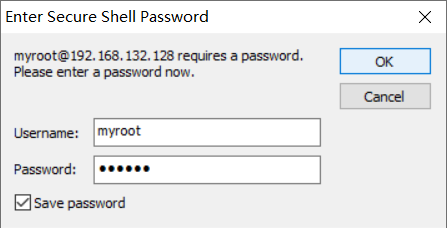 Enter Secure Shell Password
myroot@192.168.132.128 requires a password.
Please enter a password now.
OK
Cancel
Username: myroot
Password: ••••••
Save password